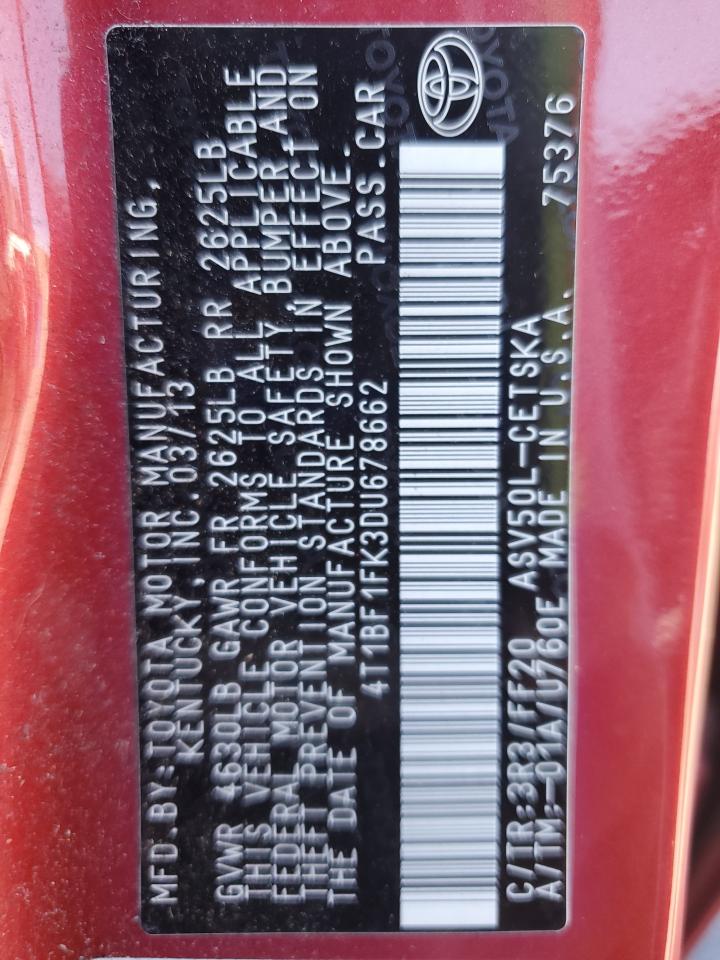 MFD.BY:TOYOTA MOTOR MANUFACTURING,
KENTUCKY, INC.03/13
GVWR 4630LB GAWR FR 2625LB RR 2625LB
THIS VEHICLE CONFORMS TO ALL APPLICABLE
FEDERAL MOTOR VEHICLE SAFETY, BUMPER AND
THEFT PREVENTION STANDARDS IN EFFECT ON
THE DATE OF MANUFACTURE SHOWN ABOVE.
4T1BF1FK3DU678662 PASS.CAR
TOYOTA
TOYOTA
C/TR:3R3/FF20 ASV50L-CETSKA
A/TM:-01A/U760E MADE IN U.S.A. 75376